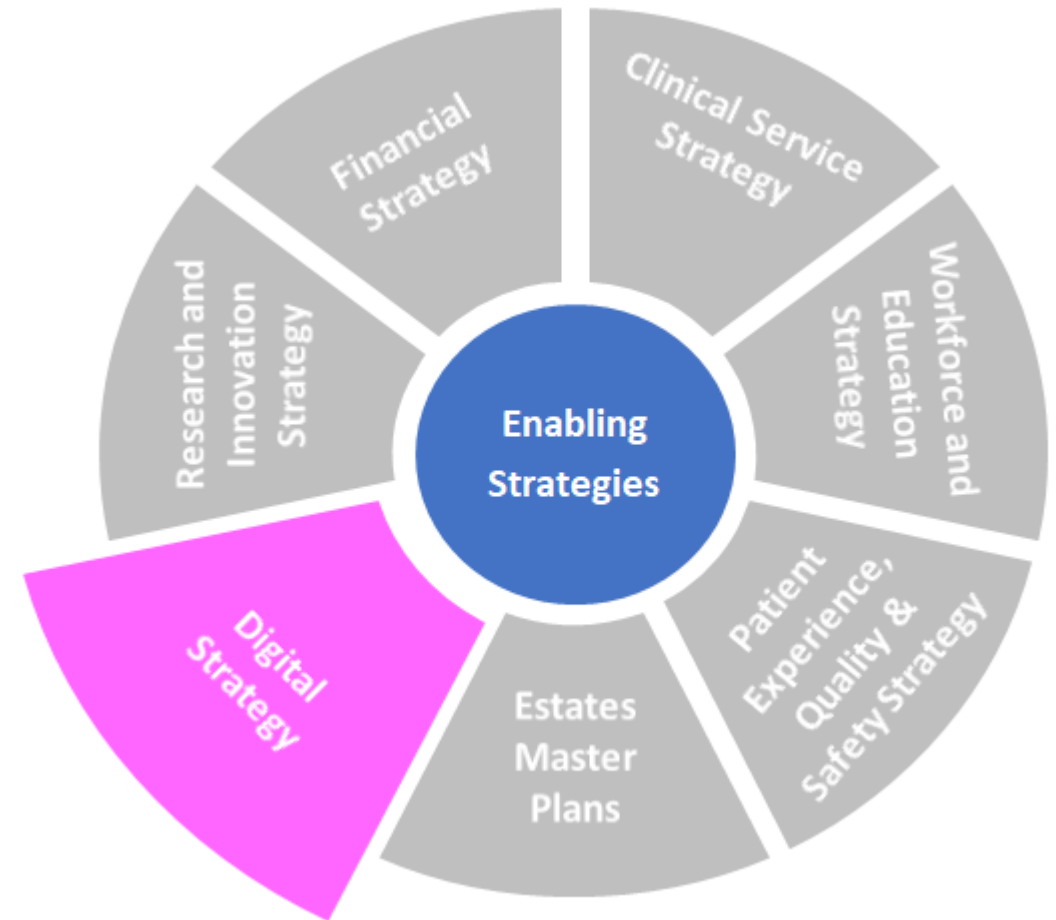 Clinical Service
Strategy
Workforce and
Education
Strategy
Patient
Experience,
Quality &
Safety Strategy
Estates
Master
Plans
Digital
Strategy
Research and
Innovation
Strategy
Financial
Strategy
Enabling
Strategies